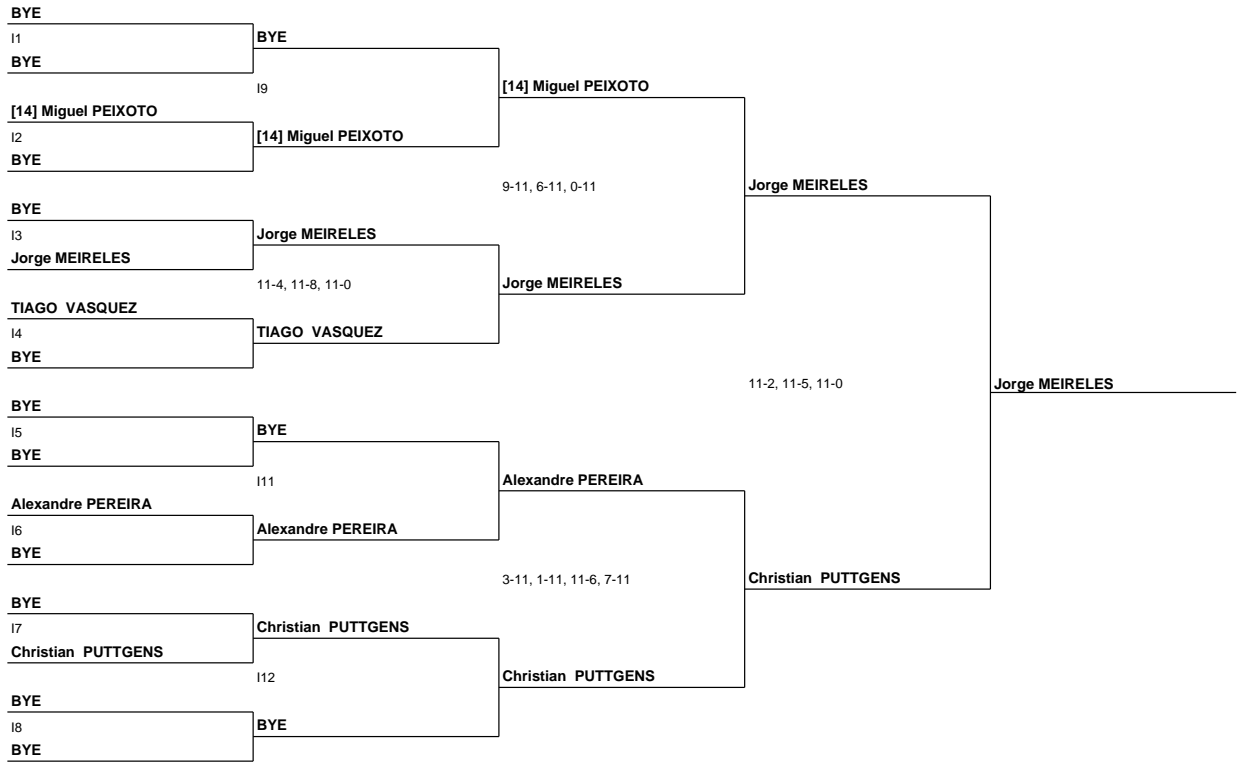 BYE
I1
BYE
BYE
I9
[14] Miguel PEIXOTO
[14] Miguel PEIXOTO
I2
[14] Miguel PEIXOTO
BYE
9-11, 6-11, 0-11
Jorge MEIRELES
BYE
I3
Jorge MEIRELES
Jorge MEIRELES
11-4, 11-8, 11-0
Jorge MEIRELES
TIAGO  VASQUEZ
I4
TIAGO  VASQUEZ
BYE
11-2, 11-5, 11-0
Jorge MEIRELES
BYE
I5
BYE
BYE
I11
Alexandre PEREIRA
Alexandre PEREIRA
I6
Alexandre PEREIRA
BYE
3-11, 1-11, 11-6, 7-11
Christian  PUTTGENS
BYE
I7
Christian  PUTTGENS
Christian  PUTTGENS
I12
Christian  PUTTGENS
BYE
I8
BYE
BYE